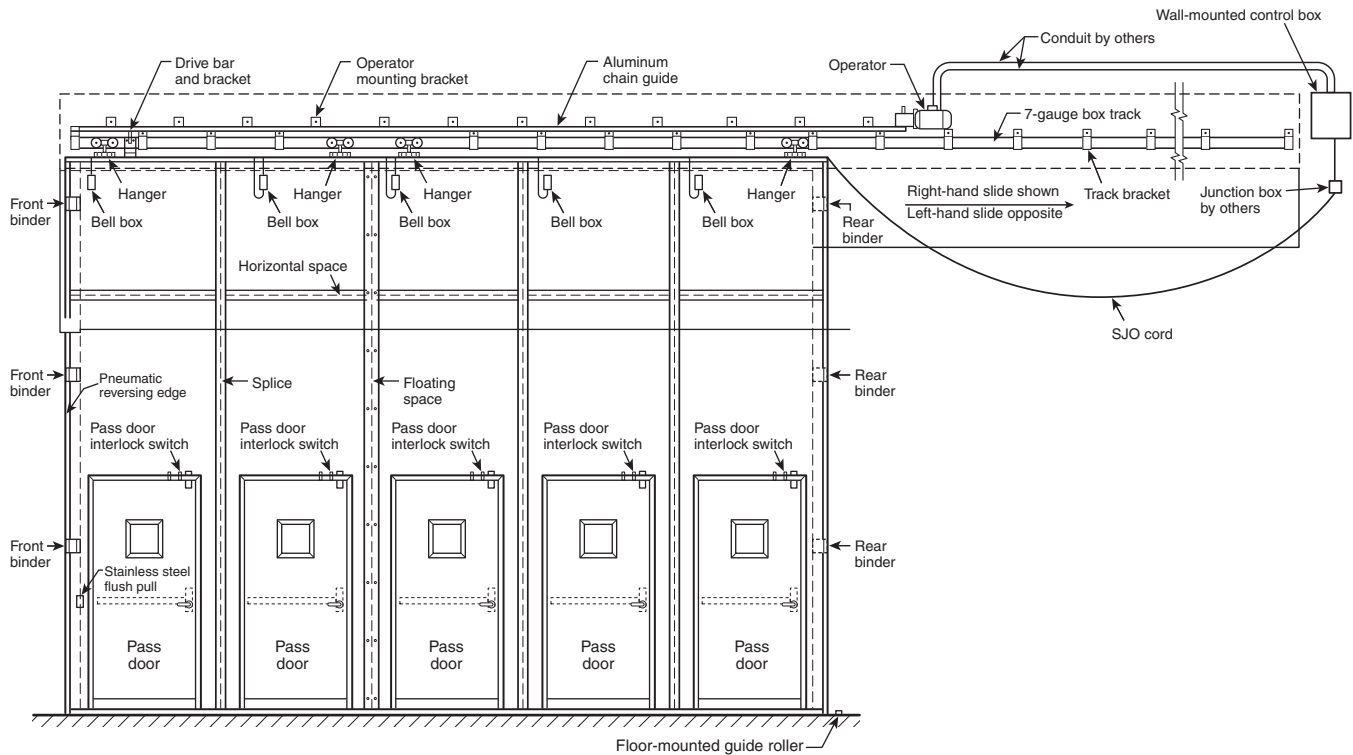 Wall-mounted control box
Conduit by others
Drive bar
and bracket
Operator
mounting bracket
Aluminum
chain guide
Operator
7-gauge box track
Hanger
Hanger
Hanger
Hanger
Right-hand slide shown
Left-hand slide opposite
Track bracket
Junction box
by others
Front
binder
Bell box
Bell box
Bell box
Bell box
Bell box
Rear
binder
Horizontal space
SJO cord
Front
binder
Pneumatic
reversing edge
Splice
Floating
space
Rear
binder
Pass door
interlock switch
Pass door
interlock switch
Pass door
interlock switch
Pass door
interlock switch
Pass door
interlock switch
Front
binder
Rear
binder
Stainless steel
flush pull
Pass
door
Pass
door
Pass
door
Pass
door
Pass
door
Floor-mounted guide roller